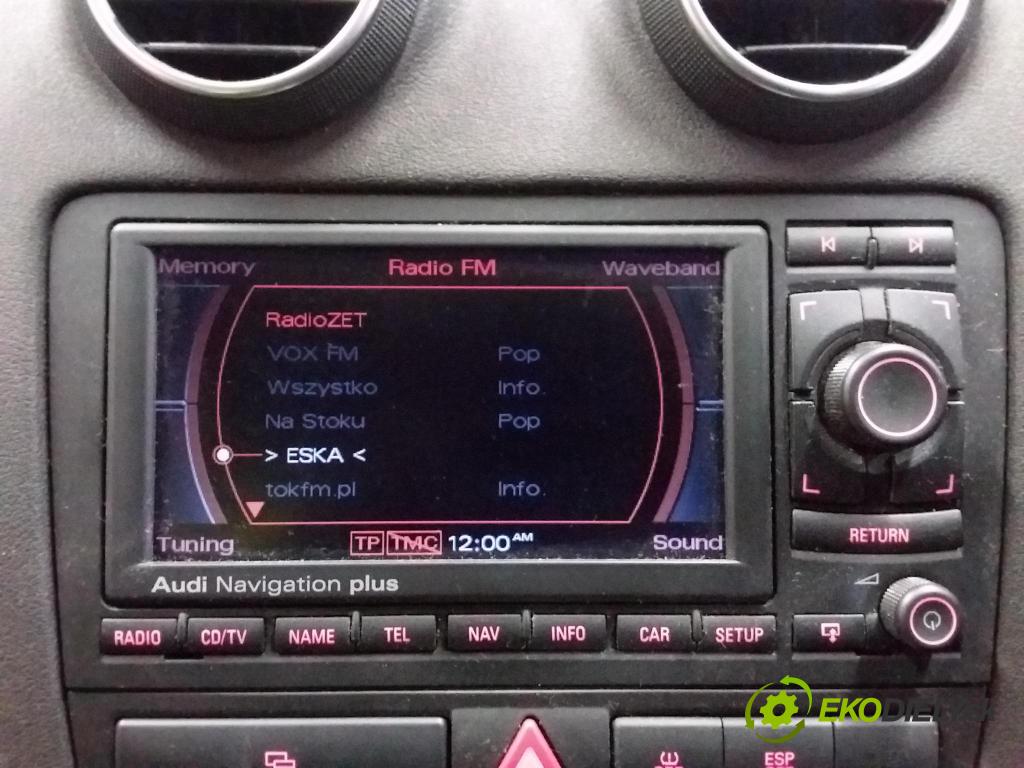 Memory Radio FM Waveband
RadioZET
VOX FM Pop
Wszystko Info.
Na Stoku Pop
> ESKA <
tokfm.pl Info.
Tuning TP TMC 12:00 AM Sound
RETURN
Audi Navigation plus
RADIO CD/TV NAME TEL NAV INFO CAR SETUP
ESP